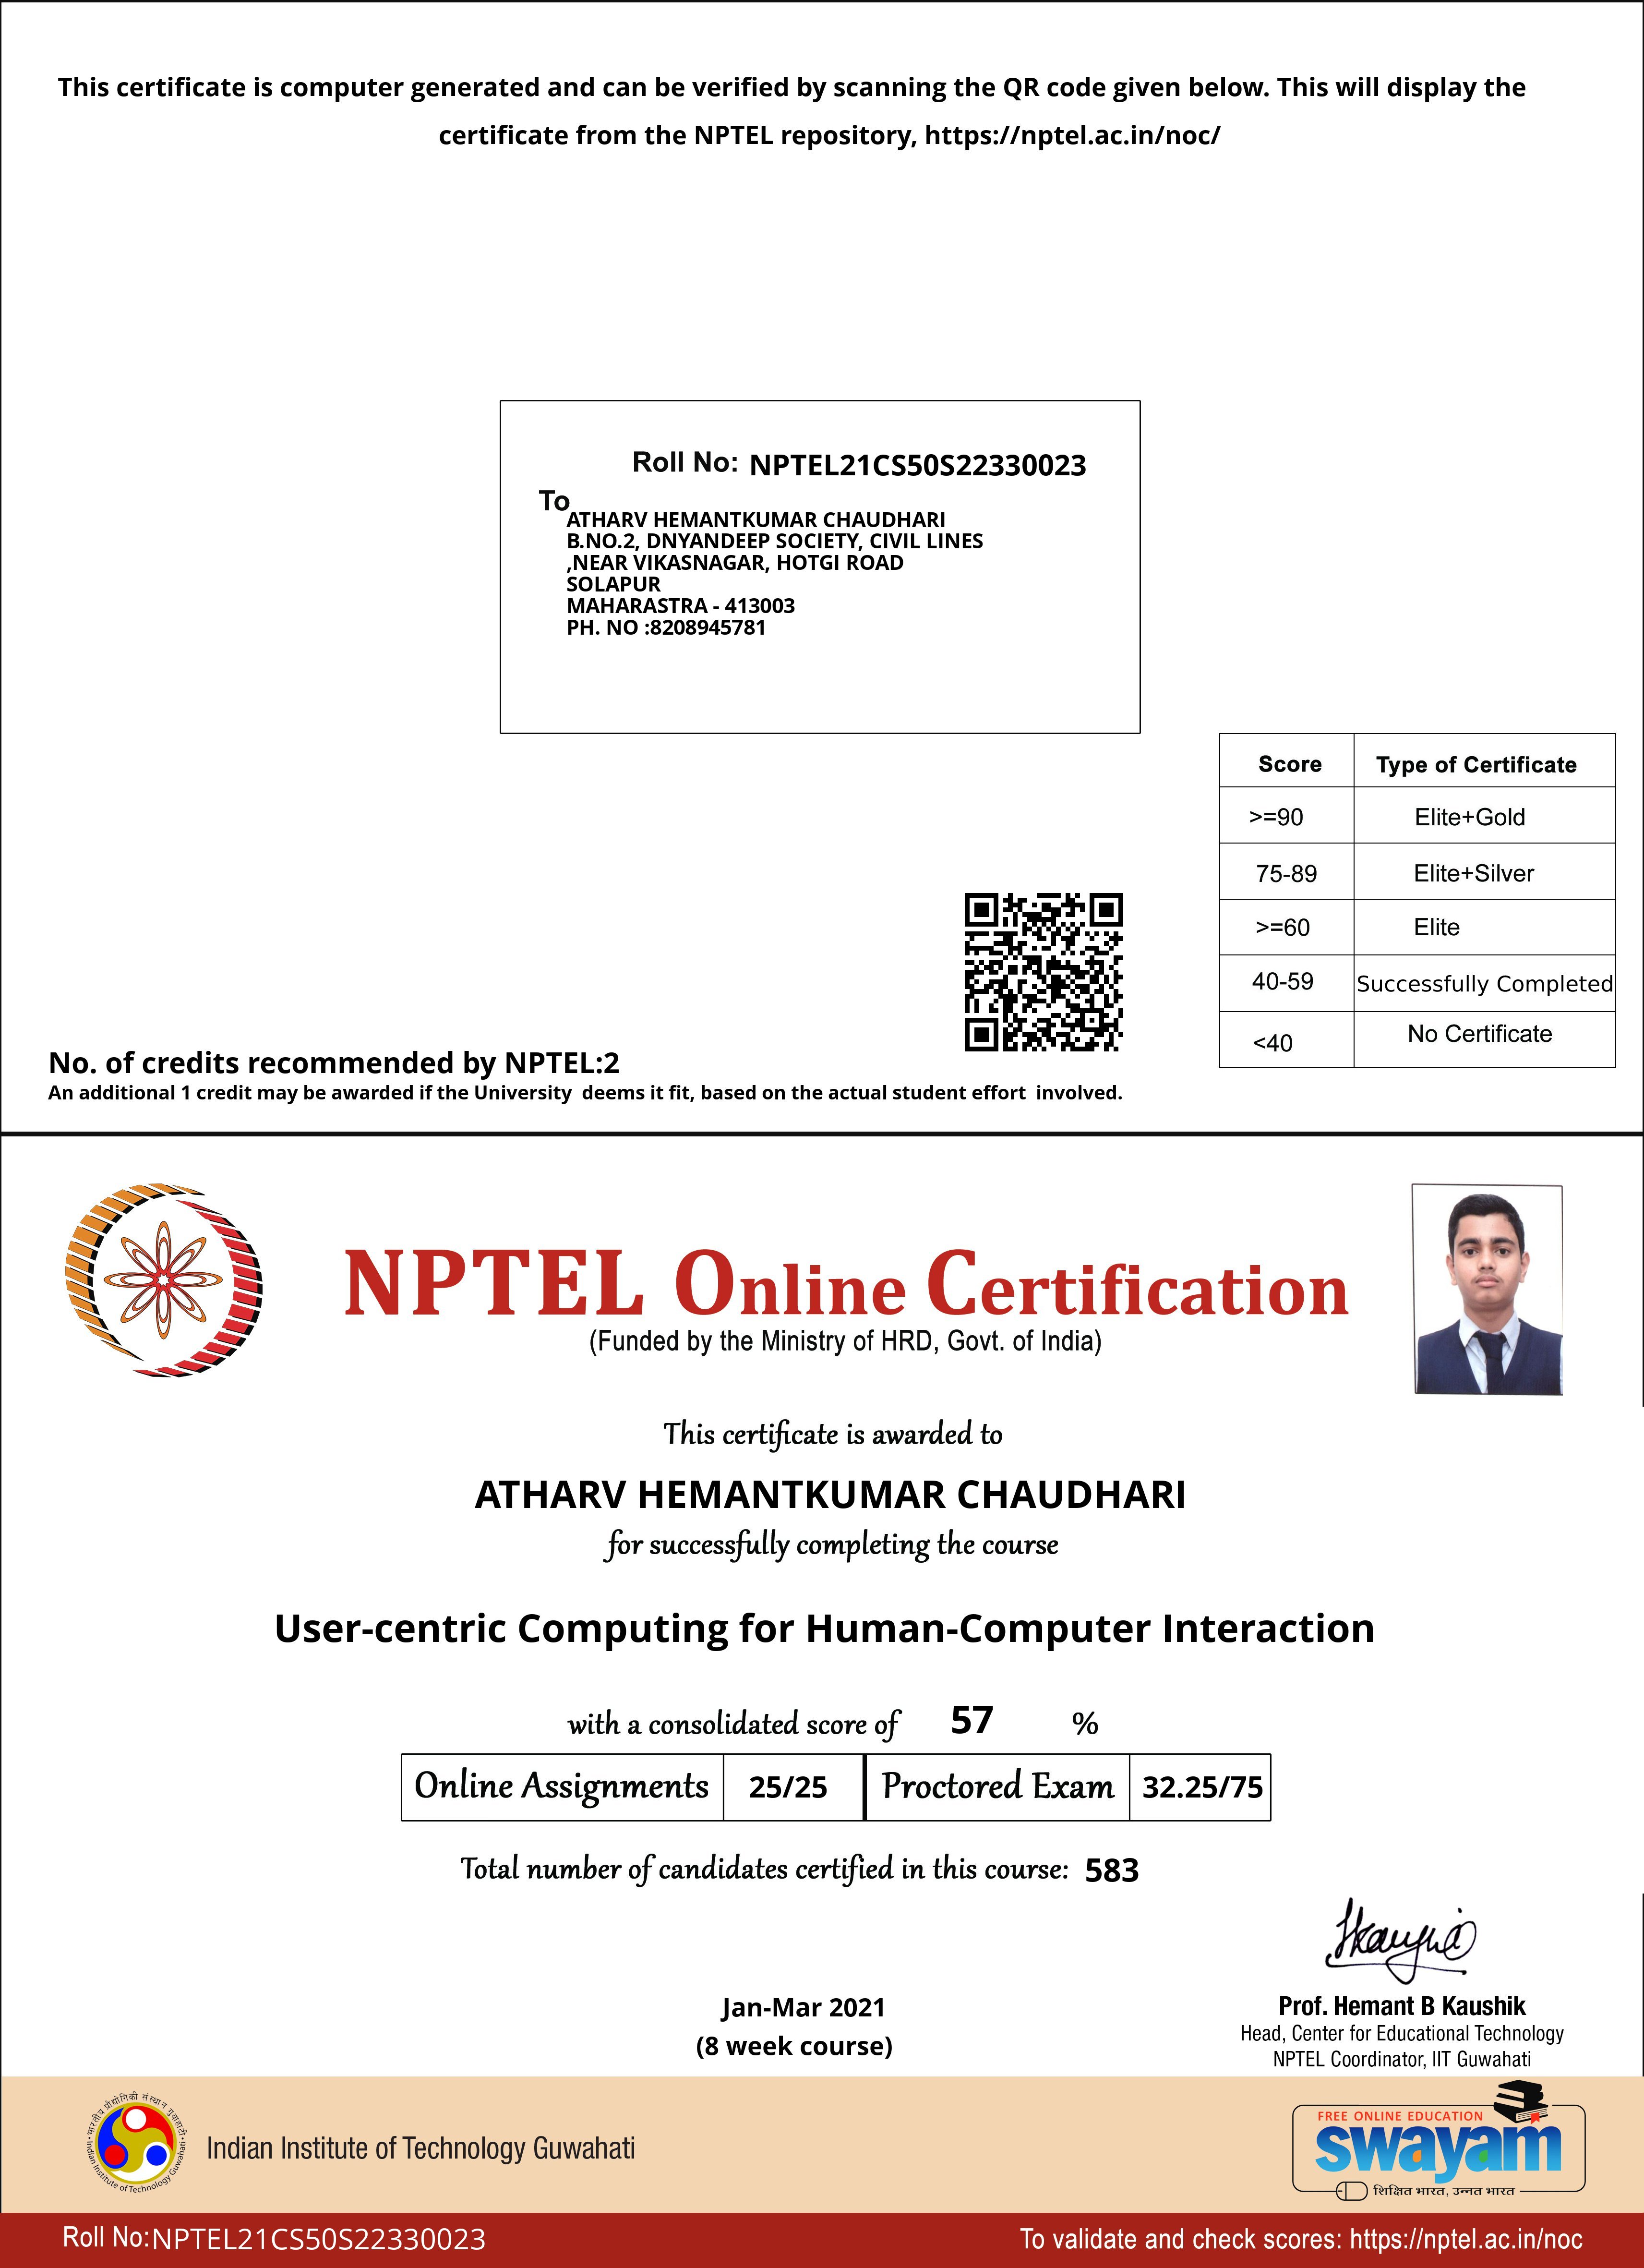 This certificate is computer generated and can be verified by scanning the QR code given below. This will display the
certificate from the NPTEL repository, https://nptel.ac.in/noc/
Roll No: NPTEL21CS50S22330023
To
ATHARV HEMANTKUMAR CHAUDHARI
B.NO.2, DNYANDEEP SOCIETY, CIVIL LINES
,NEAR VIKASNAGAR, HOTGI ROAD
SOLAPUR
MAHARASTRA - 413003
PH. NO :8208945781
Score Type of Certificate
>=90 Elite+Gold
75-89 Elite+Silver
>=60 Elite
40-59 Successfully Completed
<40 No Certificate
No. of credits recommended by NPTEL:2
An additional 1 credit may be awarded if the University deems it fit, based on the actual student effort involved.
NPTEL Online Certification
(Funded by the Ministry of HRD, Govt. of India)
This certificate is awarded to
ATHARV HEMANTKUMAR CHAUDHARI
for successfully completing the course
User-centric Computing for Human-Computer Interaction
with a consolidated score of 57 %
Online Assignments 25/25 Proctored Exam 32.25/75
Total number of candidates certified in this course: 583
Jan-Mar 2021
(8 week course)
Prof. Hemant B Kaushik
Head, Center for Educational Technology
NPTEL Coordinator, IIT Guwahati
भारतीय प्रौद्योगिकी संस्थान गुवाहाटी
Indian Institute of Technology Guwahati
Indian Institute of Technology Guwahati
FREE ONLINE EDUCATION
swayam
शिक्षित भारत, उन्नत भारत
Roll No:NPTEL21CS50S22330023
To validate and check scores: https://nptel.ac.in/noc